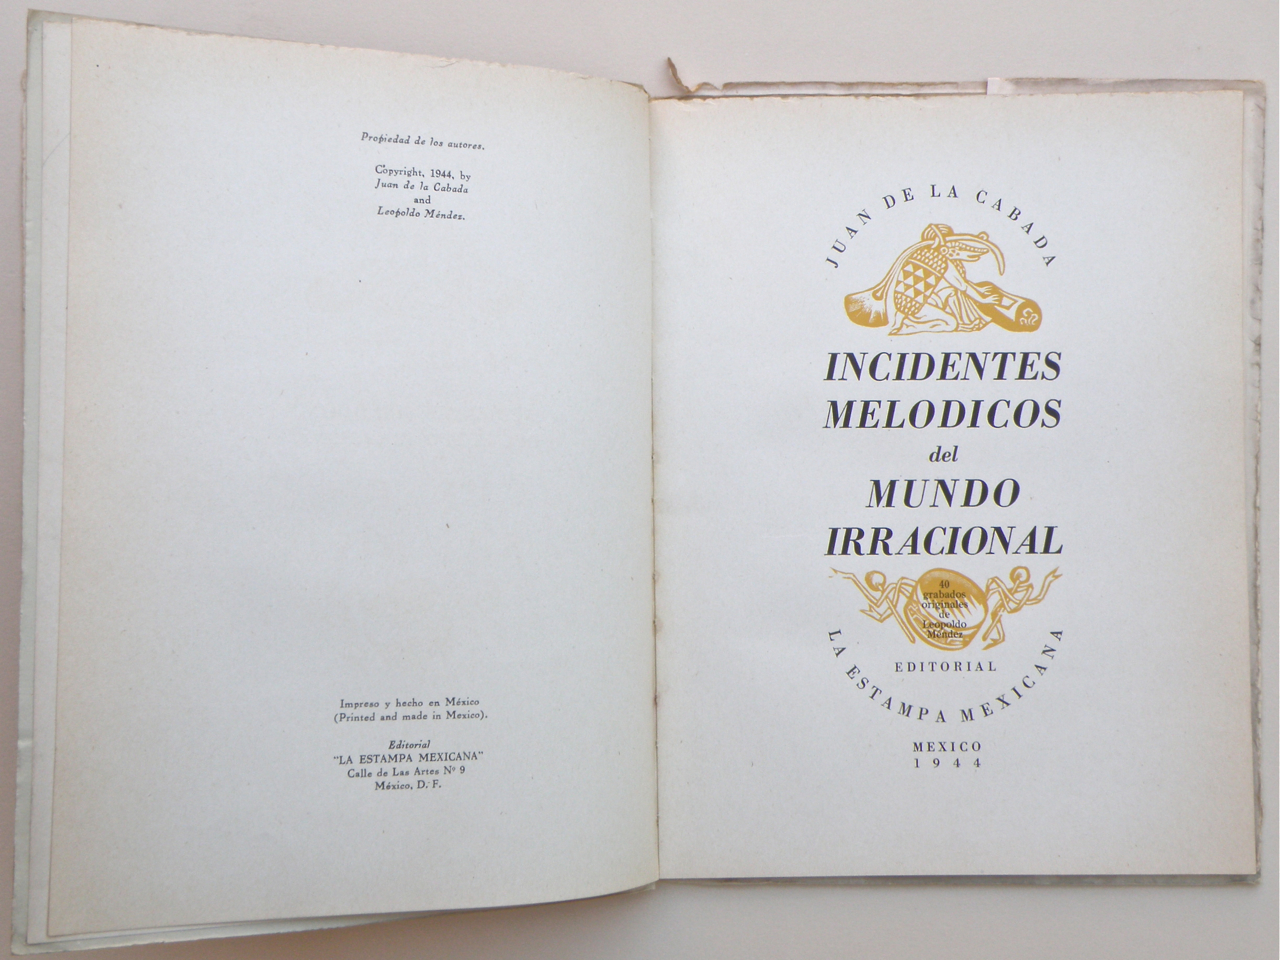 Propiedad de los autores.
Copyright, 1944, by
Juan de la Cabada
and
Leopoldo Méndez.
Impreso y hecho en México
(Printed and made in Mexico).
Editorial
"LA ESTAMPA MEXICANA"
Calle de Las Artes Nº 9
México, D. F.
JUAN DE LA CABADA
INCIDENTES
MELODICOS
del
MUNDO
IRRACIONAL
40
grabados
originales
de
Leopoldo
Méndez
EDITORIAL
LA ESTAMPA MEXICANA
MEXICO
1944